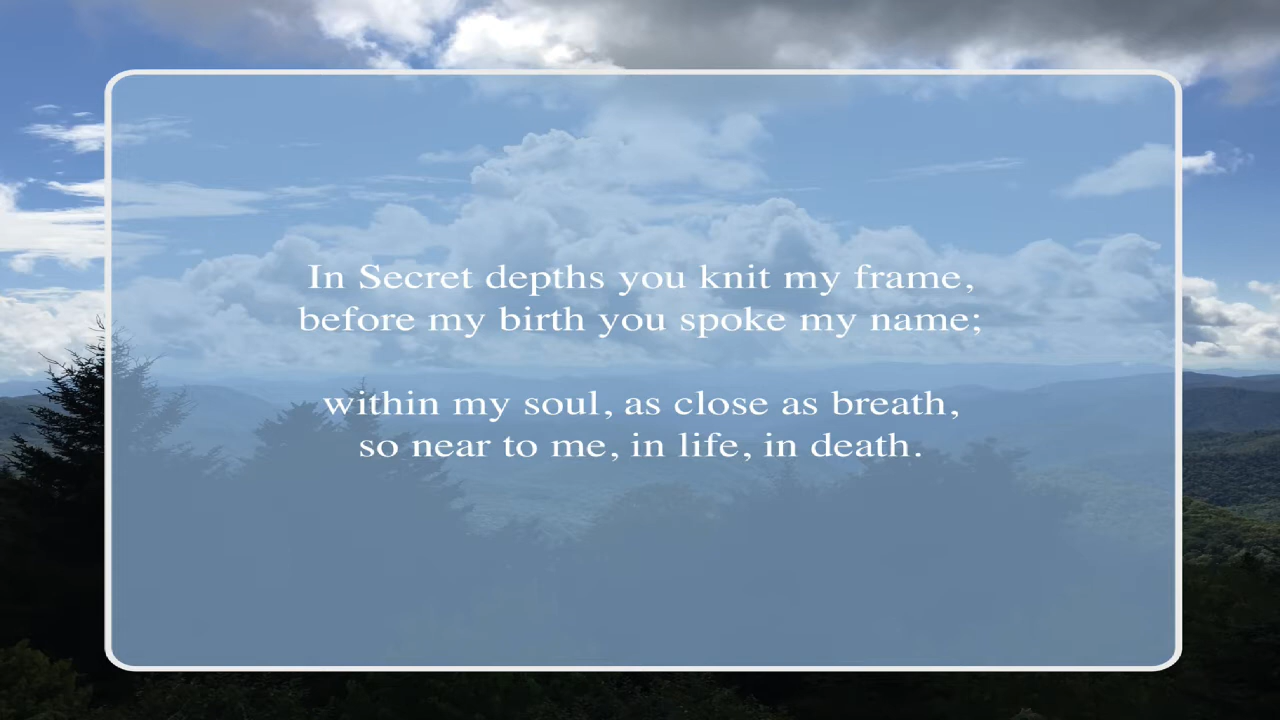 In Secret depths you knit my frame,
before my birth you spoke my name;
within my soul, as close as breath,
so near to me, in life, in death.